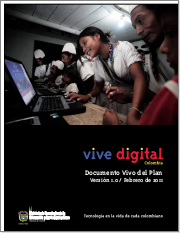 vive digital
Colombia
Documento Vivo del Plan
Versión 1.0 / Febrero de 2011
Tecnología en la vida de cada colombiano